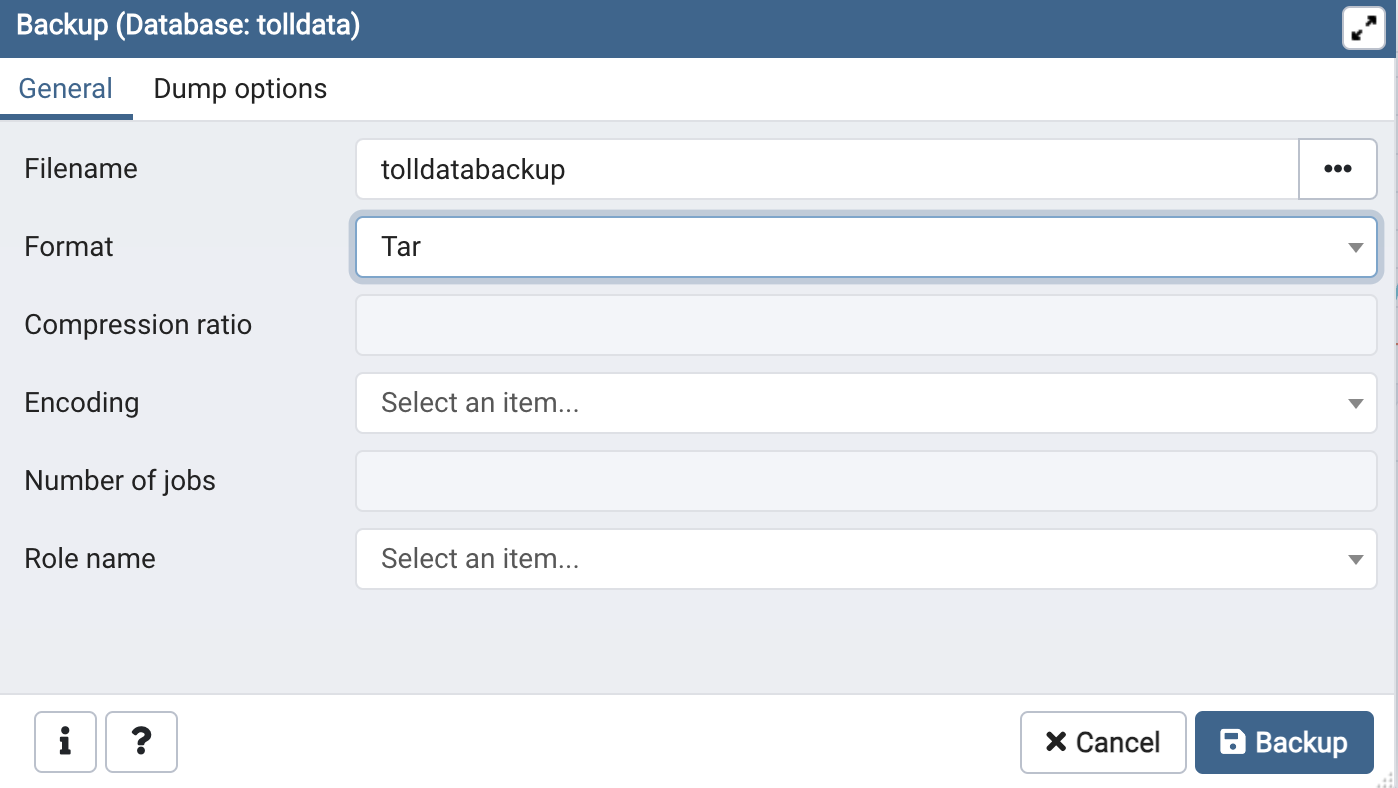 Backup (Database: tolldata)
General Dump options
Filename tolldatabackup •••
Format Tar
Compression ratio
Encoding Select an item...
Number of jobs
Role name Select an item...
i ? Cancel Backup